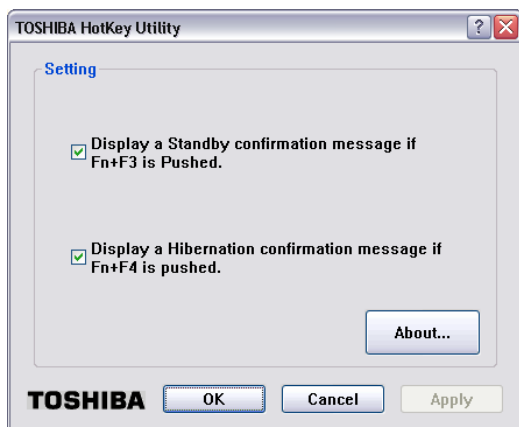 TOSHIBA HotKey Utility
?
Setting
Display a Standby confirmation message if
Fn+F3 is Pushed.
Display a Hibernation confirmation message if
Fn+F4 is pushed.
About...
TOSHIBA
OK
Cancel
Apply